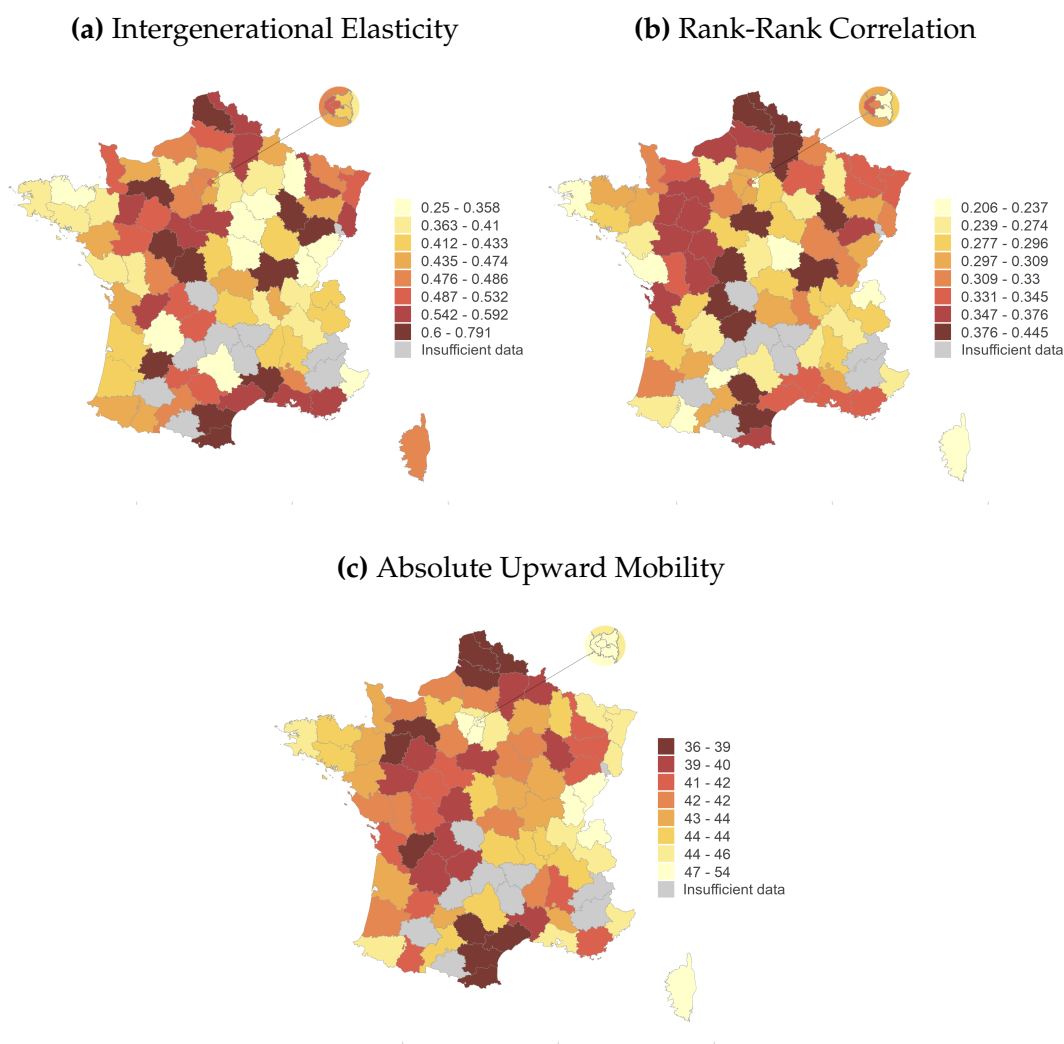 (a) Intergenerational Elasticity
(b) Rank-Rank Correlation
0.25 - 0.358
0.363 - 0.41
0.412 - 0.433
0.435 - 0.474
0.476 - 0.486
0.487 - 0.532
0.542 - 0.592
0.6 - 0.791
Insufficient data
0.206 - 0.237
0.239 - 0.274
0.277 - 0.296
0.297 - 0.309
0.309 - 0.33
0.331 - 0.345
0.347 - 0.376
0.376 - 0.445
Insufficient data
(c) Absolute Upward Mobility
36 - 39
39 - 40
41 - 42
42 - 42
43 - 44
44 - 44
44 - 46
47 - 54
Insufficient data